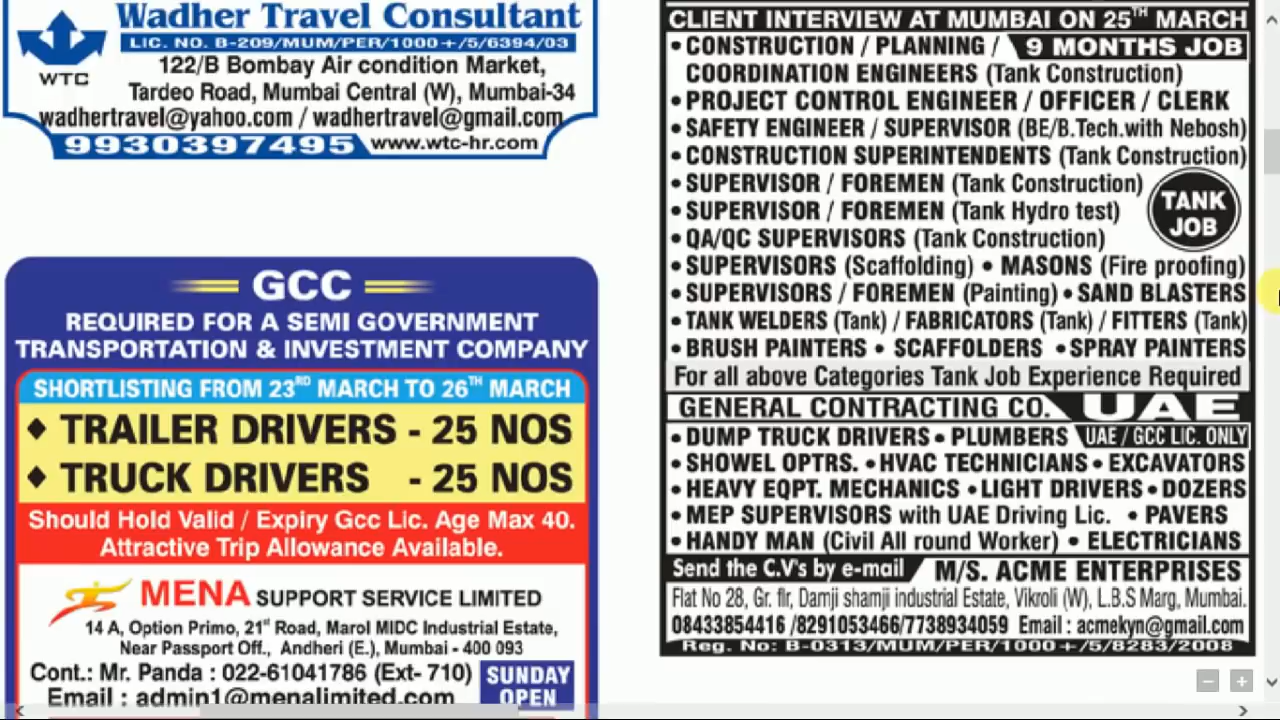 Wadher Travel Consultant
LIC. NO. B-209/MUM/PER/1000+/5/6394/03
WTC
122/B Bombay Air condition Market,
Tardeo Road, Mumbai Central (W), Mumbai-34
wadhertravel@yahoo.com / wadhertravel@gmail.com
9930397495 www.wtc-hr.com
GCC
REQUIRED FOR A SEMI GOVERNMENT
TRANSPORTATION & INVESTMENT COMPANY
SHORTLISTING FROM 23RD MARCH TO 26TH MARCH
♦ TRAILER DRIVERS - 25 NOS
♦ TRUCK DRIVERS - 25 NOS
Should Hold Valid / Expiry Gcc Lic. Age Max 40.
Attractive Trip Allowance Available.
MENA SUPPORT SERVICE LIMITED
14 A, Option Primo, 21st Road, Marol MIDC Industrial Estate,
Near Passport Off., Andheri (E.), Mumbai - 400 093
Cont.: Mr. Panda : 022-61041786 (Ext- 710)
Email : admin1@menalimited.com
SUNDAY
OPEN
CLIENT INTERVIEW AT MUMBAI ON 25TH MARCH
• CONSTRUCTION / PLANNING / 9 MONTHS JOB
COORDINATION ENGINEERS (Tank Construction)
• PROJECT CONTROL ENGINEER / OFFICER / CLERK
• SAFETY ENGINEER / SUPERVISOR (BE/B.Tech.with Nebosh)
• CONSTRUCTION SUPERINTENDENTS (Tank Construction)
• SUPERVISOR / FOREMEN (Tank Construction)
• SUPERVISOR / FOREMEN (Tank Hydro test)
TANK
JOB
• QA/QC SUPERVISORS (Tank Construction)
• SUPERVISORS (Scaffolding) • MASONS (Fire proofing)
• SUPERVISORS / FOREMEN (Painting) • SAND BLASTERS
• TANK WELDERS (Tank) / FABRICATORS (Tank) / FITTERS (Tank)
• BRUSH PAINTERS • SCAFFOLDERS • SPRAY PAINTERS
For all above Categories Tank Job Experience Required
GENERAL CONTRACTING CO. UAE
• DUMP TRUCK DRIVERS • PLUMBERS UAE / GCC LIC. ONLY
• SHOWEL OPTRS. • HVAC TECHNICIANS • EXCAVATORS
• HEAVY EQPT. MECHANICS • LIGHT DRIVERS • DOZERS
• MEP SUPERVISORS with UAE Driving Lic. • PAVERS
• HANDY MAN (Civil All round Worker) • ELECTRICIANS
Send the C.V's by e-mail M/S. ACME ENTERPRISES
Flat No 28, Gr. flr, Damji shamji industrial Estate, Vikroli (W), L.B.S Marg, Mumbai.
08433854416 /8291053466/7738934059 Email : acmekyn@gmail.com
Reg. No: B-0313/MUM/PER/1000+/5/8283/2008